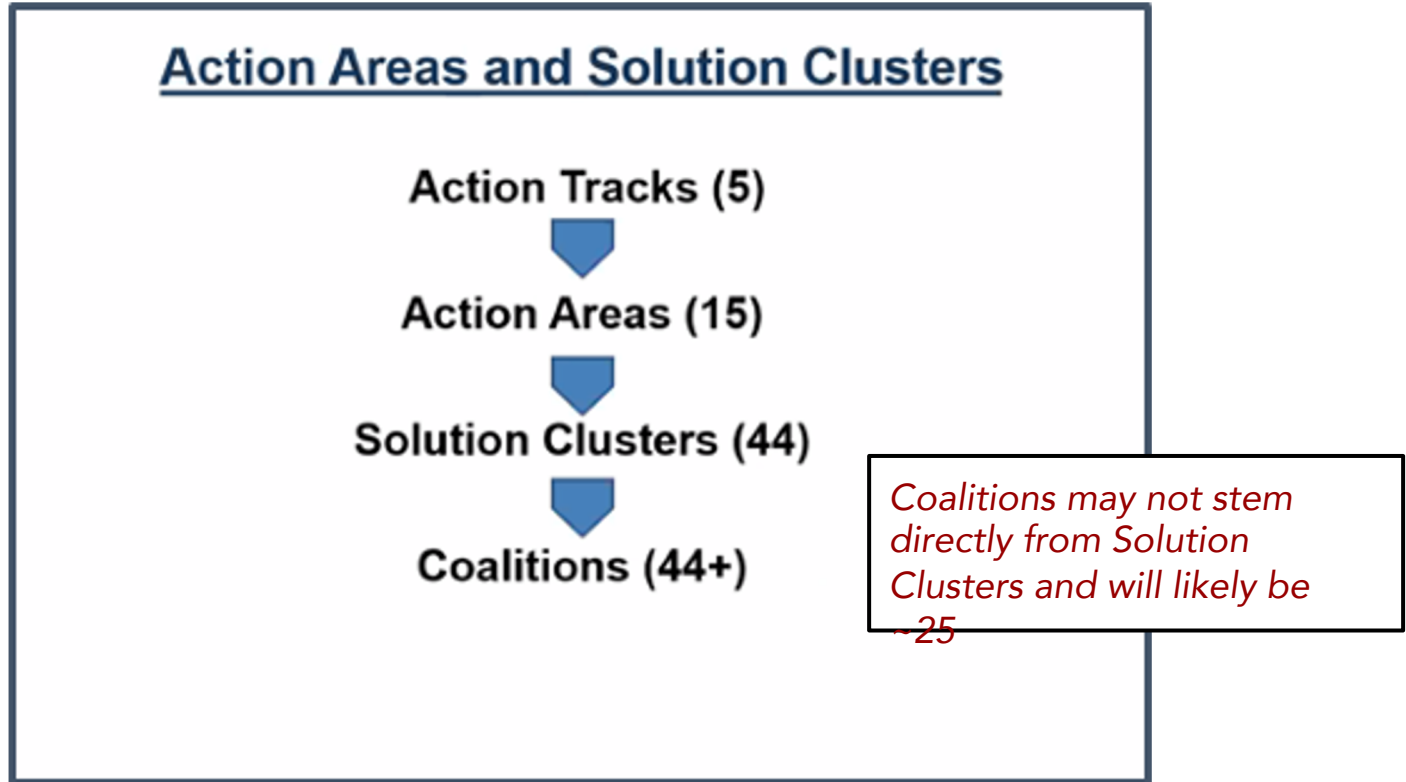 Action Areas and Solution Clusters
Action Tracks (5)
Action Areas (15)
Solution Clusters (44)
Coalitions (44+)
Coalitions may not stem
directly from Solution
Clusters and will likely be
~25